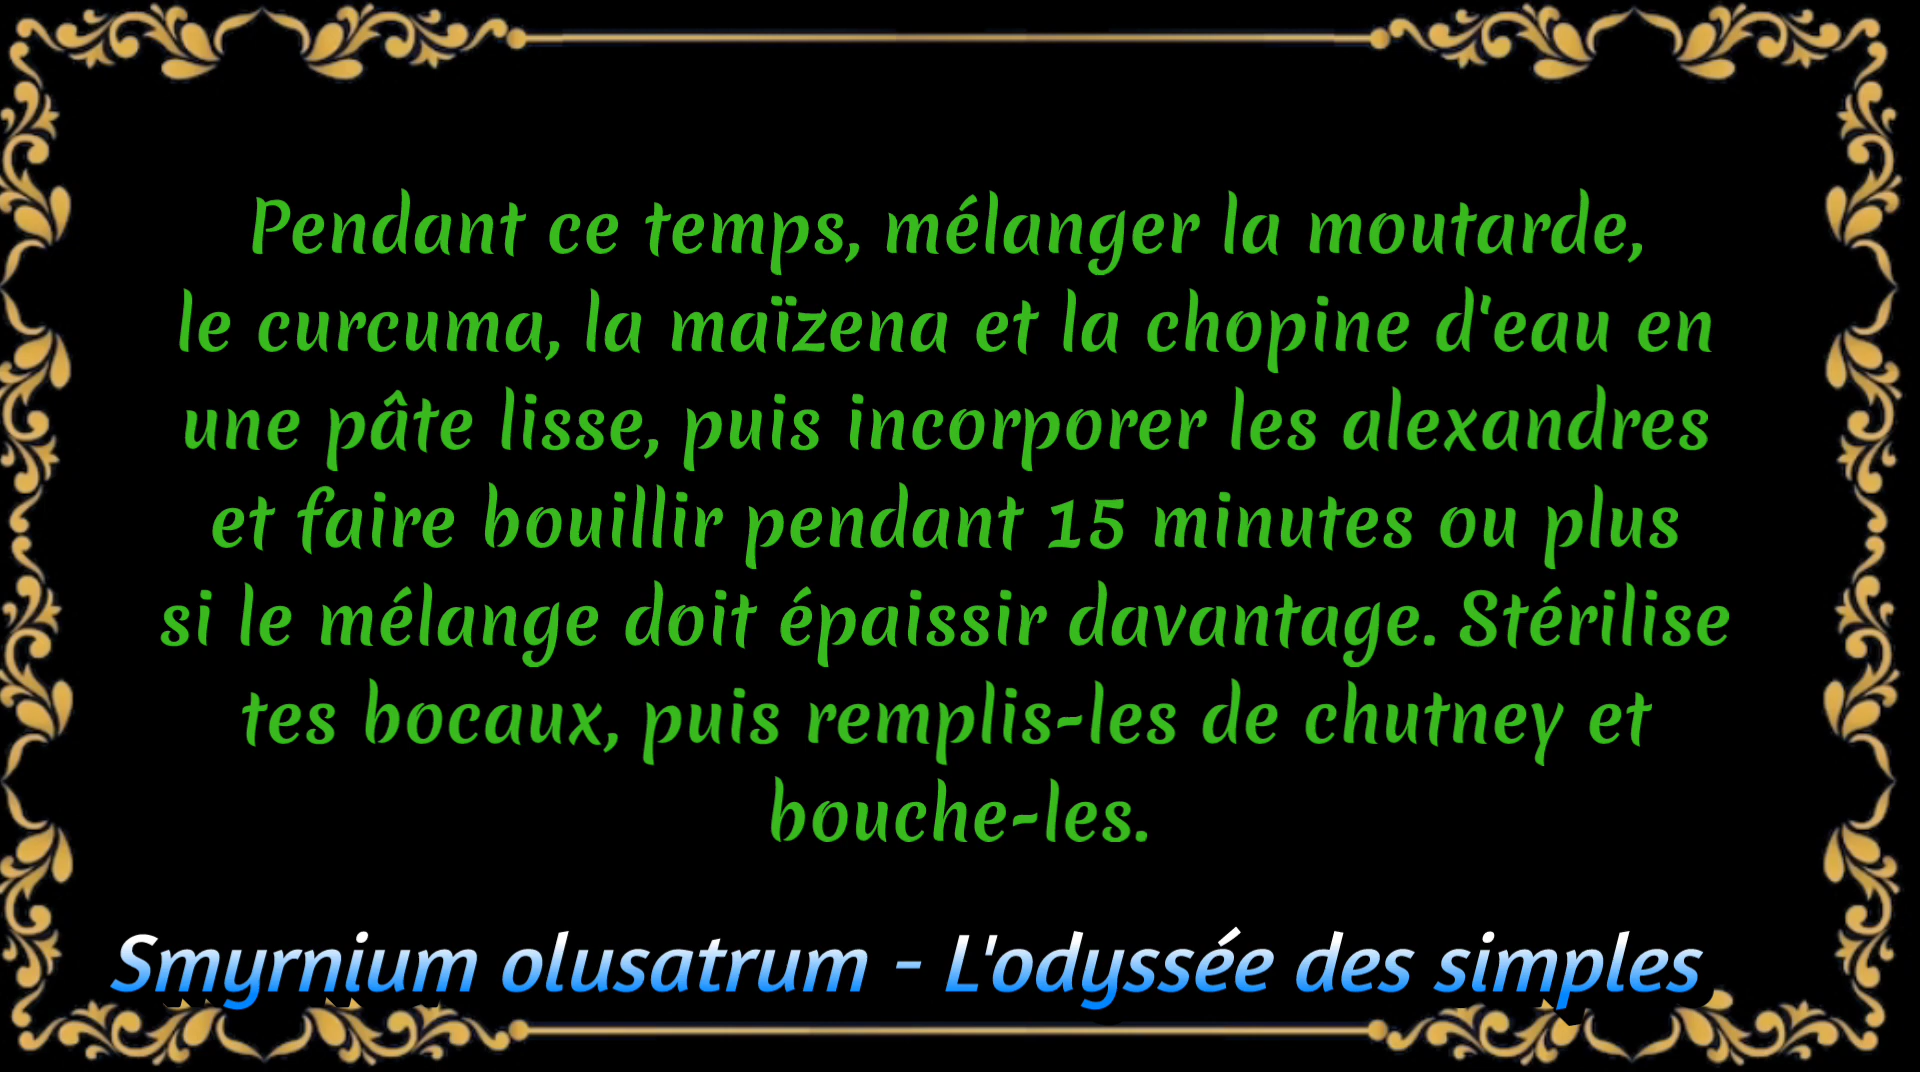 Pendant ce temps, mélanger la moutarde,
le curcuma, la maïzena et la chopine d'eau en
une pâte lisse, puis incorporer les alexandres
et faire bouillir pendant 15 minutes ou plus
si le mélange doit épaissir davantage. Stérilise
tes bocaux, puis remplis-les de chutney et
bouche-les.
Smyrnium olusatrum - L'odyssée des simples